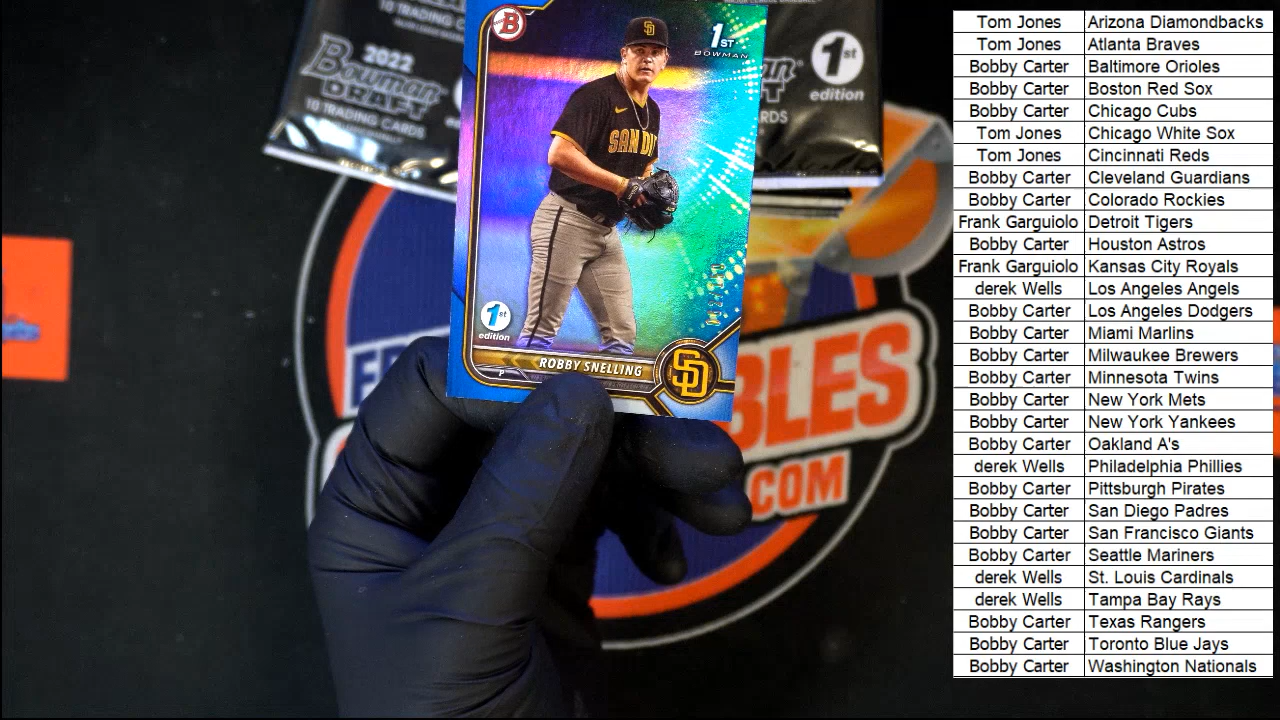 2022
Bowman
DRAFT
10 TRADING CARDS
10 TRADING CARDS
1st
edition
B
1ST
BOWMAN
SAN DI
SD
1st
edition
ROBBY SNELLING
P
SD
BLES
.COM
Tom Jones Arizona Diamondbacks
Tom Jones Atlanta Braves
Bobby Carter Baltimore Orioles
Bobby Carter Boston Red Sox
Bobby Carter Chicago Cubs
Tom Jones Chicago White Sox
Tom Jones Cincinnati Reds
Bobby Carter Cleveland Guardians
Bobby Carter Colorado Rockies
Frank Garguiolo Detroit Tigers
Bobby Carter Houston Astros
Frank Garguiolo Kansas City Royals
derek Wells Los Angeles Angels
Bobby Carter Los Angeles Dodgers
Bobby Carter Miami Marlins
Bobby Carter Milwaukee Brewers
Bobby Carter Minnesota Twins
Bobby Carter New York Mets
Bobby Carter New York Yankees
Bobby Carter Oakland A's
derek Wells Philadelphia Phillies
Bobby Carter Pittsburgh Pirates
Bobby Carter San Diego Padres
Bobby Carter San Francisco Giants
Bobby Carter Seattle Mariners
derek Wells St. Louis Cardinals
derek Wells Tampa Bay Rays
Bobby Carter Texas Rangers
Bobby Carter Toronto Blue Jays
Bobby Carter Washington Nationals